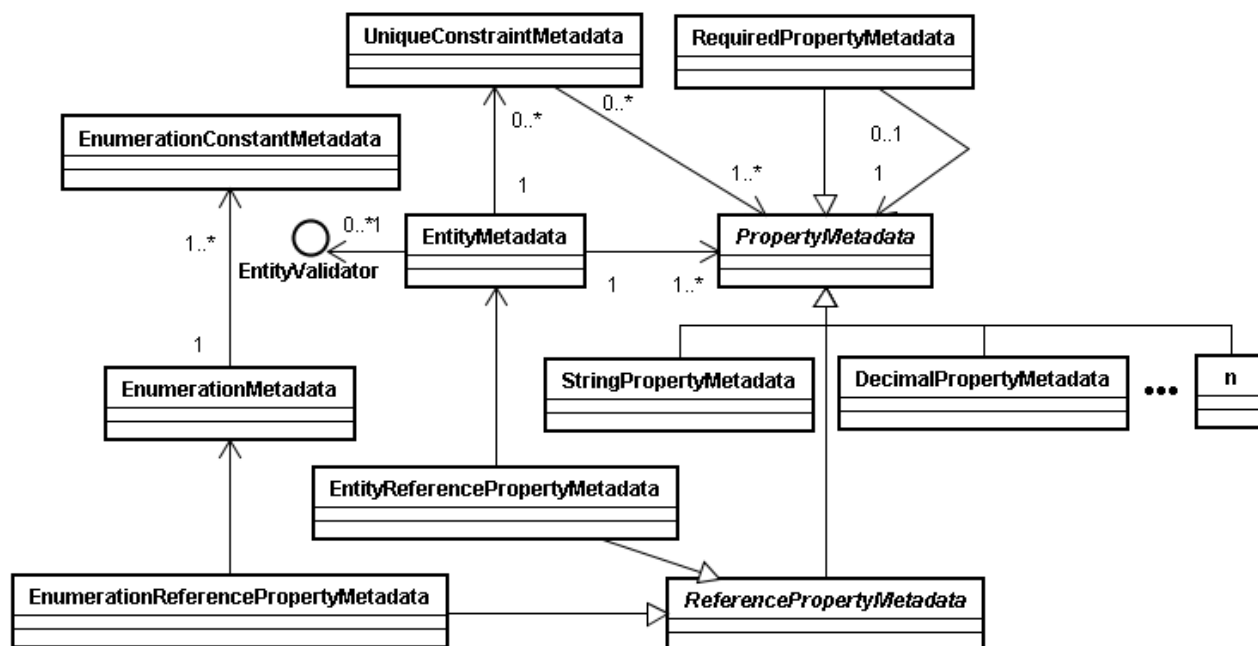 UniqueConstraintMetadata
RequiredPropertyMetadata
0..*
0..*
0..1
EnumerationConstantMetadata
1
1..*
1
1..*
0..*1
EntityMetadata
PropertyMetadata
EntityValidator
1
1..*
1
EnumerationMetadata
StringPropertyMetadata
DecimalPropertyMetadata
•••
n
EntityReferencePropertyMetadata
EnumerationReferencePropertyMetadata
ReferencePropertyMetadata